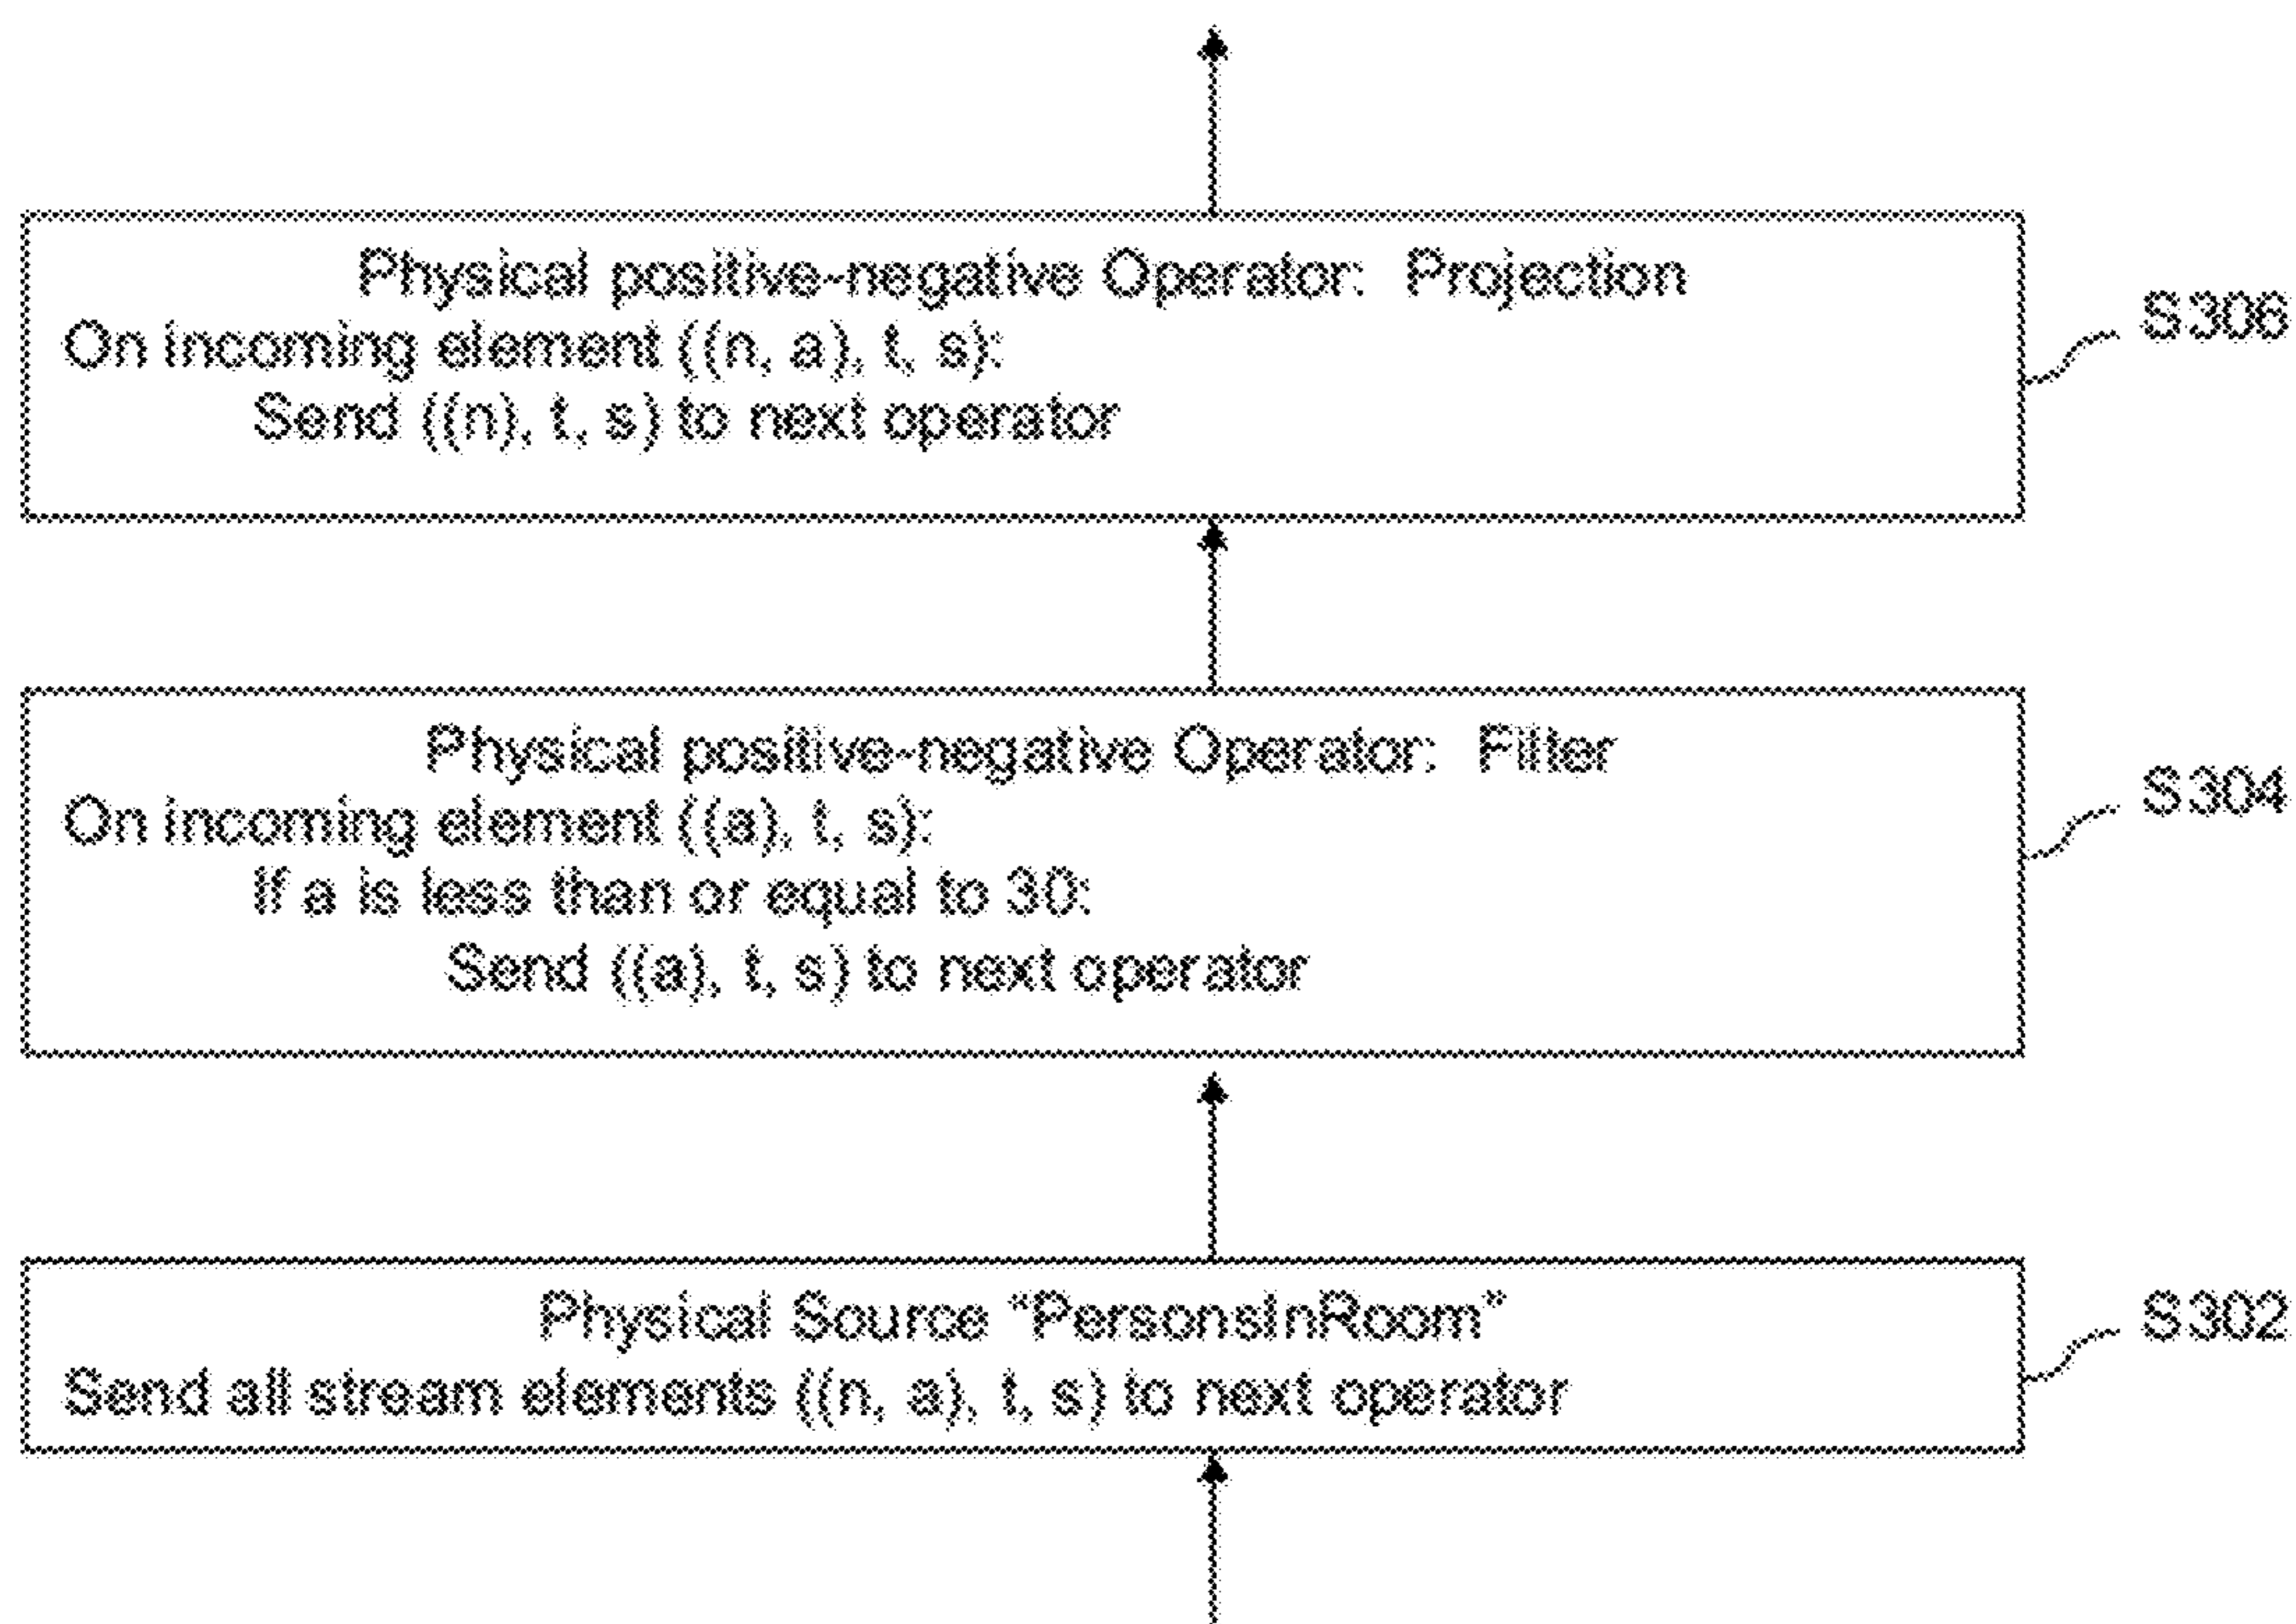 Physical positive-negative Operator: Projection
On incoming element ((n, a), t, s):
Send ((n), t, s) to next operator
S306
Physical positive-negative Operator: Filter
On incoming element ((a), t, s):
If a is less than or equal to 30:
Send ((a), t, s) to next operator
S304
Physical Source "PersonsInRoom"
Send all stream elements ((n, a), t, s) to next operator
S302